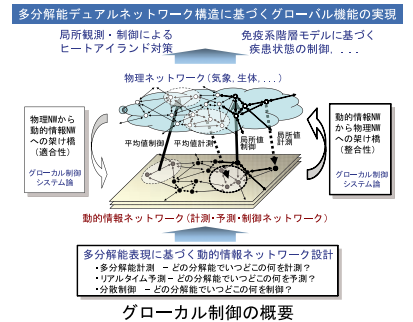 多分解能デュアルネットワーク構造に基づくグローバル機能の実現
局所観測・制御による
ヒートアイランド対策
免疫系階層モデルに基づく
疾患状態の制御, . . .
物理ネットワーク(気象, 生体, . . . .)
物理NWから
動的情報NW
への架け橋
(適合性)
グローカル制御
システム論
平均値制御
平均値計測
局所値
制御
局所値
計測
動的情報NW
から物理NW
への架け橋
(整合性)
グローカル制御
システム論
動的情報ネットワーク(計測・予測・制御ネットワーク)
多分解能表現に基づく動的情報ネットワーク設計
・多分解能計測 －どの分解能でいつどこの何を計測？
・リアルタイム予測－どの分解能でいつどこの何を予測？
・分散制御 －どの分解能でいつどこの何を制御？
グローカル制御の概要